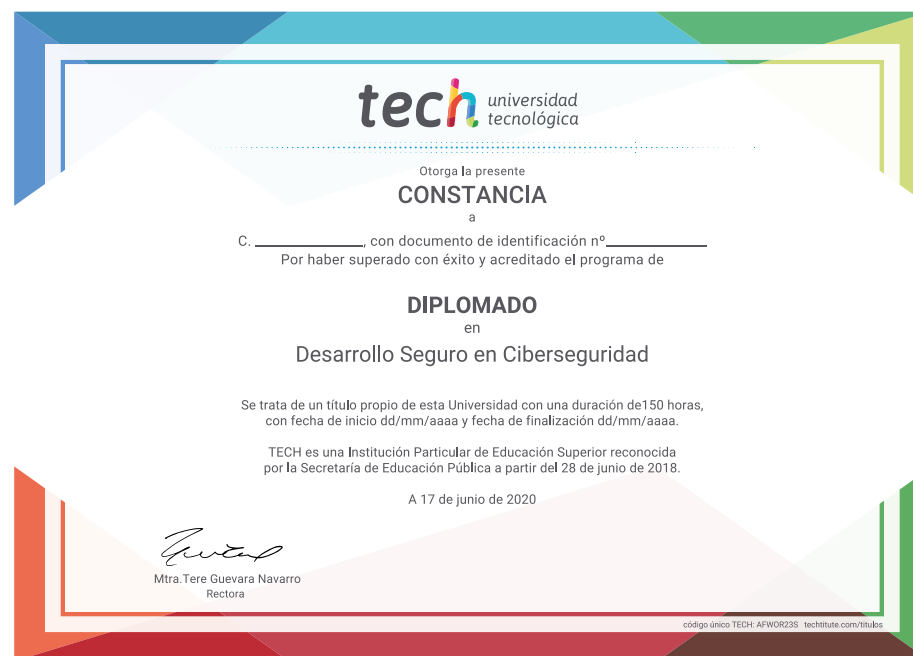 tech universidad
tecnológica
Otorga la presente
CONSTANCIA
a
C. ______________, con documento de identificación nº_____________
Por haber superado con éxito y acreditado el programa de
DIPLOMADO
en
Desarrollo Seguro en Ciberseguridad
Se trata de un título propio de esta Universidad con una duración de150 horas,
con fecha de inicio dd/mm/aaaa y fecha de finalización dd/mm/aaaa.
TECH es una Institución Particular de Educación Superior reconocida
por la Secretaría de Educación Pública a partir del 28 de junio de 2018.
A 17 de junio de 2020
Mtra.Tere Guevara Navarro
Rectora
código único TECH: AFWOR23S techtitute.com/titulos